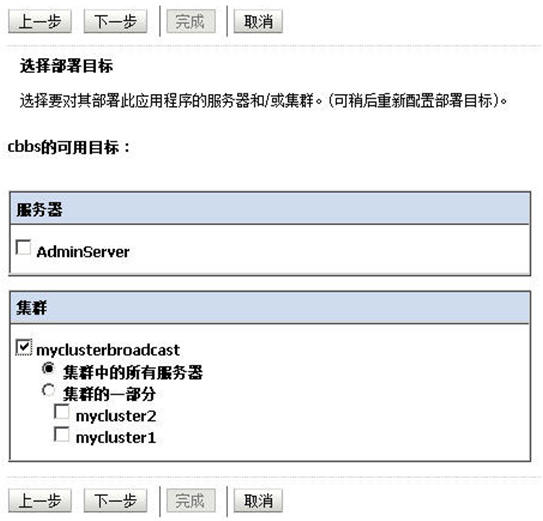 上一步 下一步 完成 取消
选择部署目标
选择要对其部署此应用程序的服务器和/或集群。(可稍后重新配置部署目标)。
cbbs的可用目标：
服务器
AdminServer
集群
myclusterbroadcast
集群中的所有服务器
集群的一部分
mycluster2
mycluster1
上一步 下一步 完成 取消